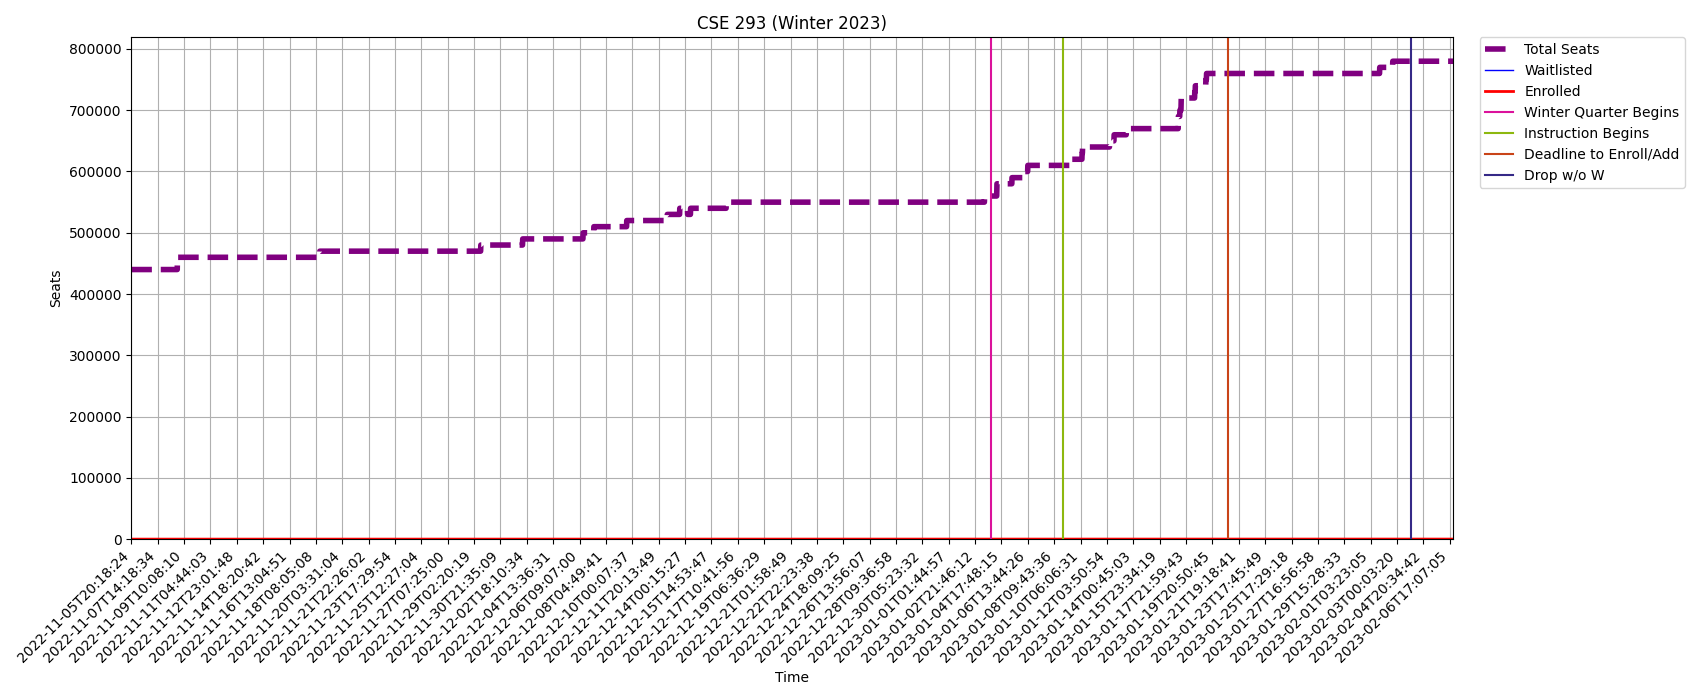 CSE 293 (Winter 2023)
800000
700000
600000
500000
400000
300000
200000
100000
0
Seats
Total Seats
Waitlisted
Enrolled
Winter Quarter Begins
Instruction Begins
Deadline to Enroll/Add
Drop w/o W
2022-11-05T20:18:24
2022-11-07T14:18:34
2022-11-09T10:08:10
2022-11-11T04:44:03
2022-11-12T23:01:48
2022-11-14T18:20:42
2022-11-16T13:04:51
2022-11-18T08:05:08
2022-11-20T03:31:04
2022-11-21T22:26:02
2022-11-23T17:29:54
2022-11-25T12:27:04
2022-11-27T07:25:00
2022-11-29T02:20:19
2022-11-30T21:35:09
2022-12-02T18:10:34
2022-12-04T13:36:31
2022-12-06T09:07:00
2022-12-08T04:49:41
2022-12-10T00:07:37
2022-12-11T20:13:49
2022-12-14T00:15:27
2022-12-15T14:53:47
2022-12-17T10:41:56
2022-12-19T06:36:29
2022-12-21T01:58:49
2022-12-22T22:23:38
2022-12-24T18:09:25
2022-12-26T13:56:07
2022-12-28T09:36:58
2022-12-30T05:23:32
2023-01-01T01:44:57
2023-01-02T21:46:12
2023-01-04T17:48:15
2023-01-06T13:44:26
2023-01-08T09:43:36
2023-01-10T06:06:31
2023-01-12T03:50:54
2023-01-14T00:45:03
2023-01-15T23:34:19
2023-01-17T21:59:43
2023-01-19T20:50:45
2023-01-21T19:18:41
2023-01-23T17:45:49
2023-01-25T17:29:18
2023-01-27T16:56:58
2023-01-29T15:28:33
2023-02-01T03:23:05
2023-02-03T00:03:20
2023-02-04T20:34:42
2023-02-06T17:07:05
Time